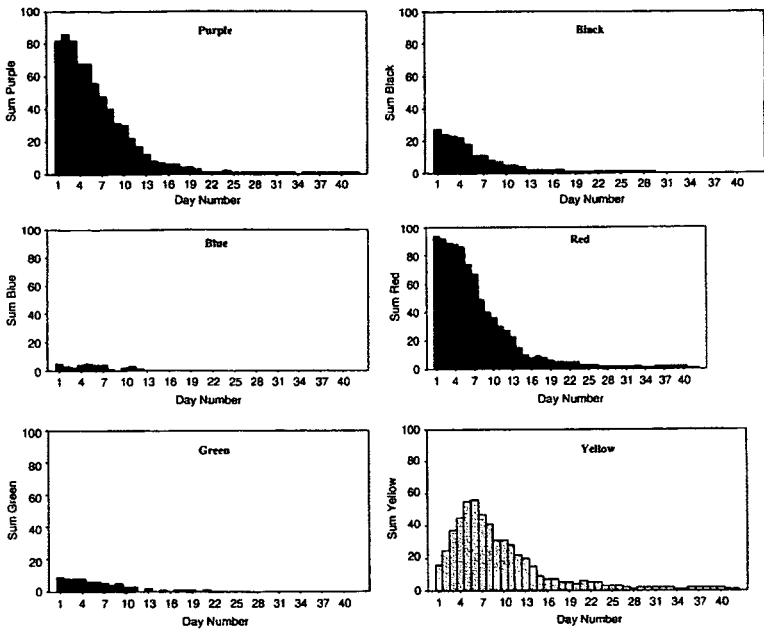 Purple
Sum Purple
100
80
60
40
20
0
1 4 7 10 13 16 19 22 25 28 31 34 37 40
Day Number
Black
Sum Black
100
80
60
40
20
0
1 4 7 10 13 16 19 22 25 28 31 34 37 40
Day Number
Blue
Sum Blue
100
80
60
40
20
0
1 4 7 10 13 16 19 22 25 28 31 34 37 40
Day Number
Red
Sum Red
100
80
60
40
20
0
1 4 7 10 13 16 19 22 25 28 31 34 37 40
Day Number
Green
Sum Green
100
80
60
40
20
0
1 4 7 10 13 16 19 22 25 28 31 34 37 40
Day Number
Yellow
Sum Yellow
100
80
60
40
20
0
1 4 7 10 13 16 19 22 25 28 31 34 37 40
Day Number